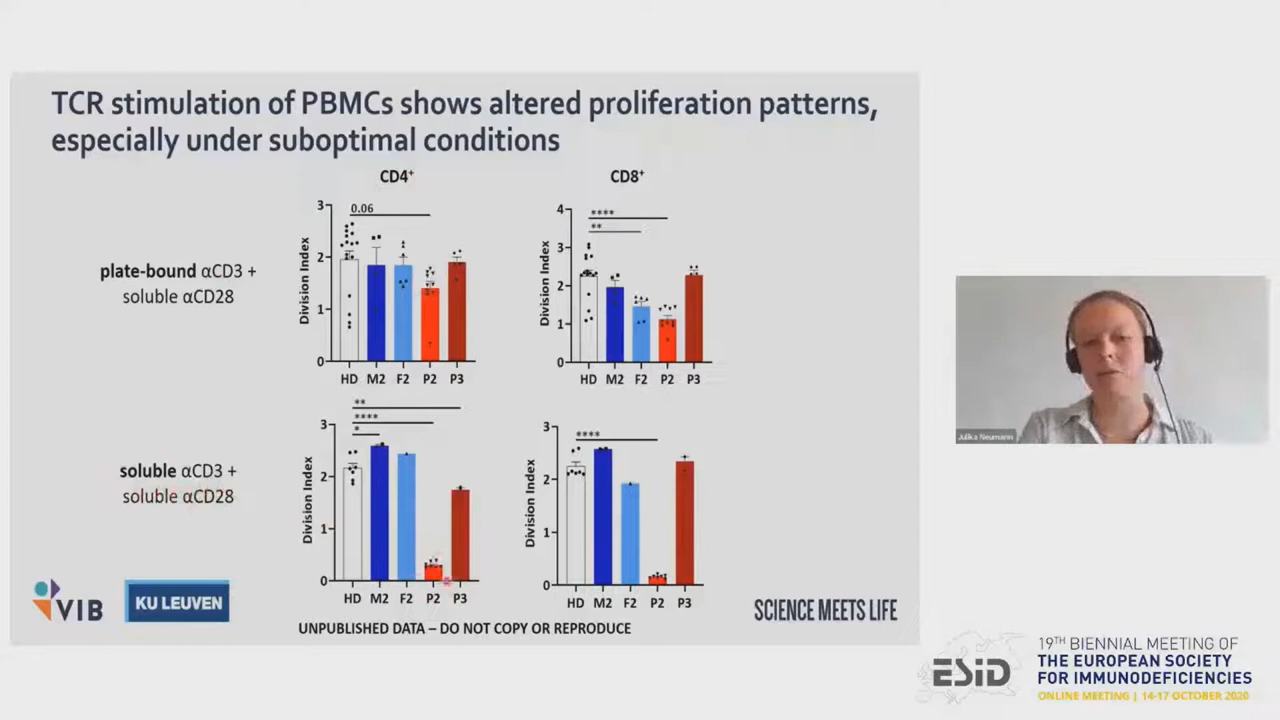 TCR stimulation of PBMCs shows altered proliferation patterns,
especially under suboptimal conditions
CD4+
CD8+
plate-bound αCD3 +
soluble αCD28
Division Index
3
2
1
0
0.06
HD M2 F2 P2 P3
Division Index
4
3
2
1
0
****
**
HD M2 F2 P2 P3
soluble αCD3 +
soluble αCD28
Division Index
3
2
1
0
**
****
*
HD M2 F2 P2 P3
Division Index
3
2
1
0
****
HD M2 F2 P2 P3
VIB
KU LEUVEN
UNPUBLISHED DATA – DO NOT COPY OR REPRODUCE
SCIENCE MEETS LIFE
Julika Neumann
ESID
19TH BIENNIAL MEETING OF
THE EUROPEAN SOCIETY
FOR IMMUNODEFICIENCIES
ONLINE MEETING | 14-17 OCTOBER 2020